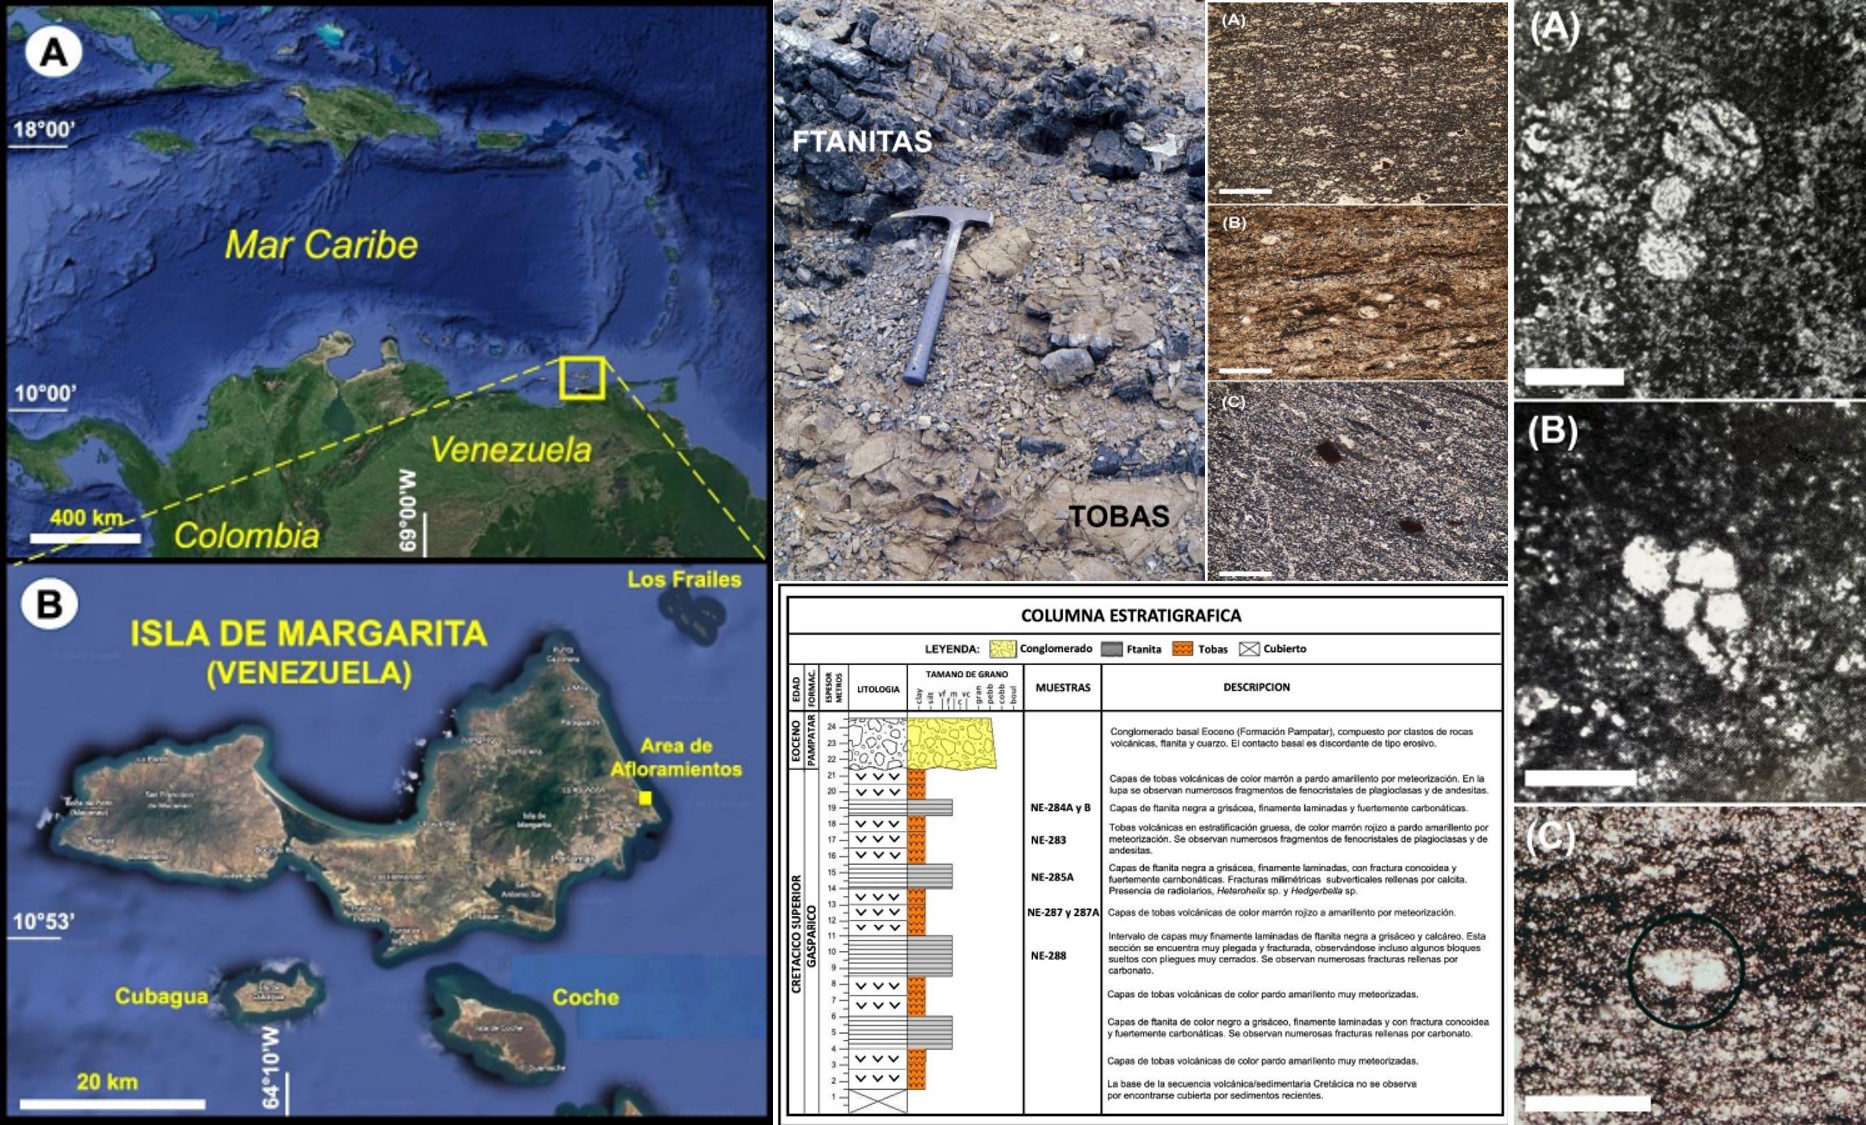 A
18°00'
Mar Caribe
10°00'
Venezuela
400 km
Colombia
69°00'W
B
Los Frailes
ISLA DE MARGARITA
(VENEZUELA)
Area de
Afloramientos
Isla de
Margarita
10°53'
Cubagua
Coche
Isla de Coche
64°10'W
20 km
FTANITAS
TOBAS
(A)
(B)
(C)
COLUMNA ESTRATIGRAFICA
LEYENDA: Conglomerado Ftanita Tobas Cubierto
EDAD
FORMAC.
ESPESOR
METROS
LITOLOGIA
TAMANO DE GRANO
clay silt vf f m c vc gran pebb cobb boul
MUESTRAS
DESCRIPCION
EOCENO
PAMPATAR
CRETACICO SUPERIOR
GASPARICO
24
23
22
21
20
19
18
17
16
15
14
13
12
11
10
9
8
7
6
5
4
3
2
1
NE-284A y B
NE-283
NE-285A
NE-287 y 287A
NE-288
Conglomerado basal Eoceno (Formación Pampatar), compuesto por clastos de rocas
volcánicas, ftanita y cuarzo. El contacto basal es discordante de tipo erosivo.
Capas de tobas volcánicas de color marrón a pardo amarillento por meteorización. En la
lupa se observan numerosos fragmentos de fenocristales de plagioclasas y de andesitas.
Capas de ftanita negra a grisácea, finamente laminadas y fuertemente carbonáticas.
Tobas volcánicas en estratificación gruesa, de color marrón rojizo a pardo amarillento por
meteorización. Se observan numerosos fragmentos de fenocristales de plagioclasas y de
andesitas.
Capas de ftanita negra a grisácea, finamente laminadas, con fractura concoidea y
fuertemente carnbonáticas. Fracturas milimétricas subverticales rellenas por calcita.
Presencia de radiolarios, Heterohelix sp. y Hedgerbella sp.
Capas de tobas volcánicas de color marrón rojizo a amarillento por meteorización.
Intervalo de capas muy finamente laminadas de ftanita negra a grisáceo y calcáreo. Esta
sección se encuentra muy plegada y fracturada, observándose incluso algunos bloques
sueltos con pliegues muy cerrados. Se observan numerosas fracturas rellenas por
carbonato.
Capas de tobas volcánicas de color pardo amarillento muy meteorizadas.
Capas de ftanita de color negro a grisáceo, finamente laminadas y con fractura concoidea
y fuertemente carbonáticas. Se observan numerosas fracturas rellenas por carbonato.
Capas de tobas volcánicas de color pardo amarillento muy meteorizadas.
La base de la secuencia volcánica/sedimentaria Cretácica no se observa
por encontrarse cubierta por sedimentos recientes.
(A)
(B)
(C)